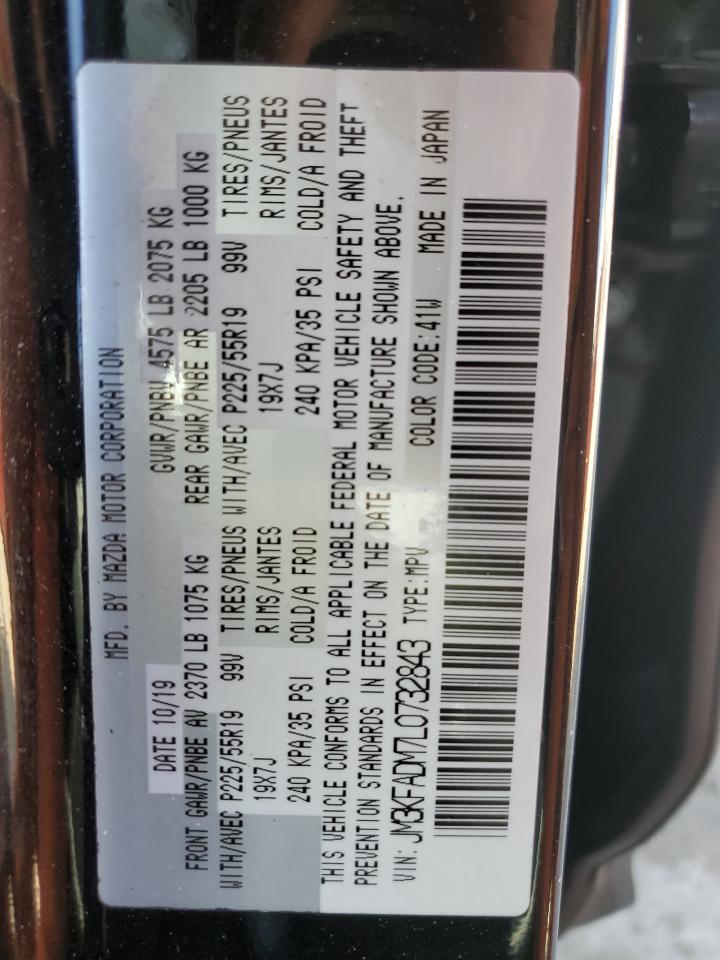 MFD. BY MAZDA MOTOR CORPORATION
DATE 10/19 GVWR/PNBV 4575 LB 2075 KG
FRONT GAWR/PNBE AV 2370 LB 1075 KG REAR GAWR/PNBE AR 2205 LB 1000 KG
WITH/AVEC P225/55R19 99V TIRES/PNEUS WITH/AVEC P225/55R19 99V TIRES/PNEUS
19X7J RIMS/JANTES 19X7J RIMS/JANTES
240 KPA/35 PSI COLD/A FROID 240 KPA/35 PSI COLD/A FROID
THIS VEHICLE CONFORMS TO ALL APPLICABLE FEDERAL MOTOR VEHICLE SAFETY AND THEFT
PREVENTION STANDARDS IN EFFECT ON THE DATE OF MANUFACTURE SHOWN ABOVE.
VIN: JM3KFADM7L0732843 TYPE:MPV COLOR CODE:41W MADE IN JAPAN